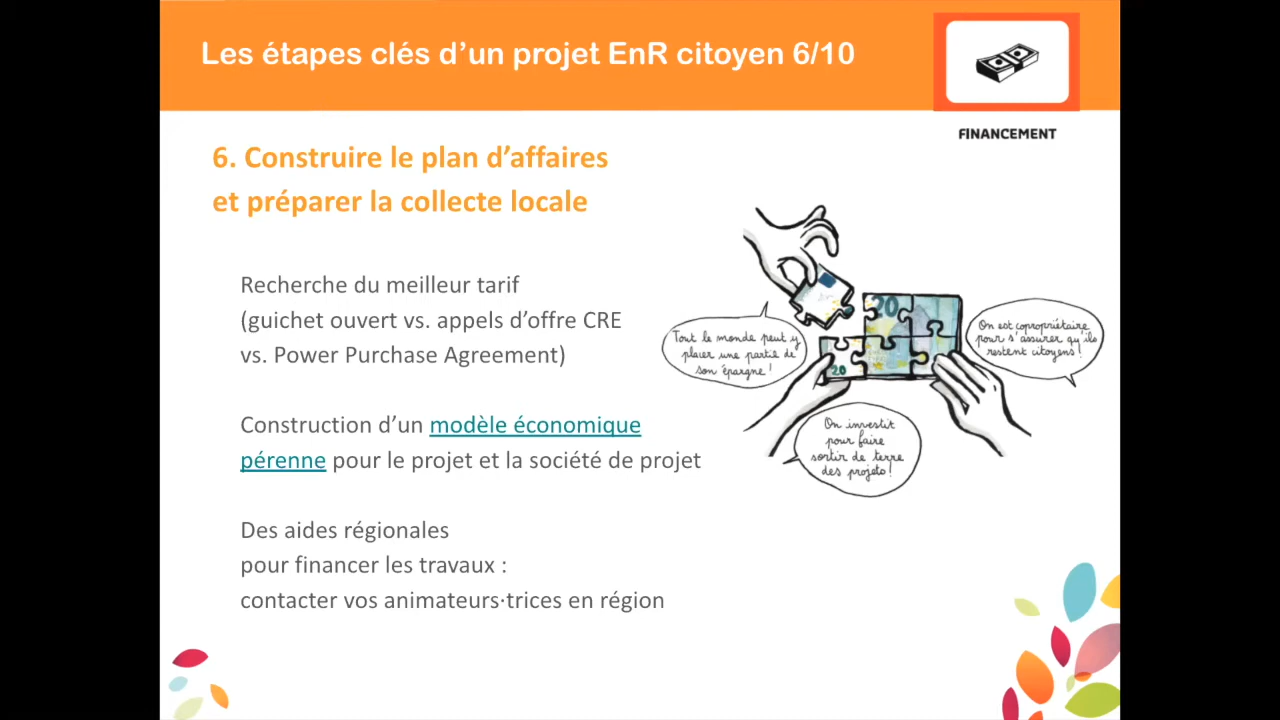 Les étapes clés d’un projet EnR citoyen 6/10
FINANCEMENT
6. Construire le plan d’affaires
et préparer la collecte locale
Recherche du meilleur tarif
(guichet ouvert vs. appels d’offre CRE
vs. Power Purchase Agreement)
Construction d’un modèle économique
pérenne pour le projet et la société de projet
Des aides régionales
pour financer les travaux :
contacter vos animateurs·trices en région
Tout le monde peut y
placer une partie de
son épargne !
20
20
On est copropriétaire
pour s'assurer qu'ils
restent citoyens !
On investit
pour faire
sortir de terre
des projets !